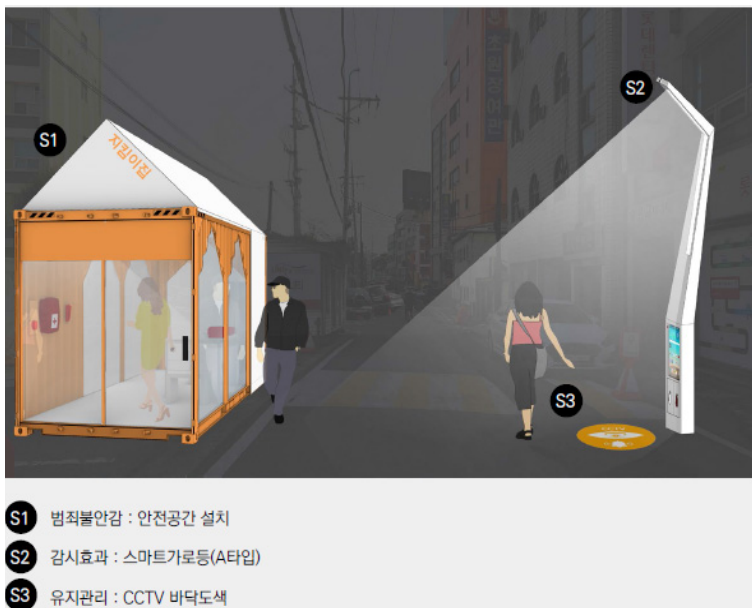 S1
지킴이집
S2
S3
CCTV
S1 범죄불안감 : 안전공간 설치
S2 감시효과 : 스마트가로등(A타입)
S3 유지관리 : CCTV 바닥도색